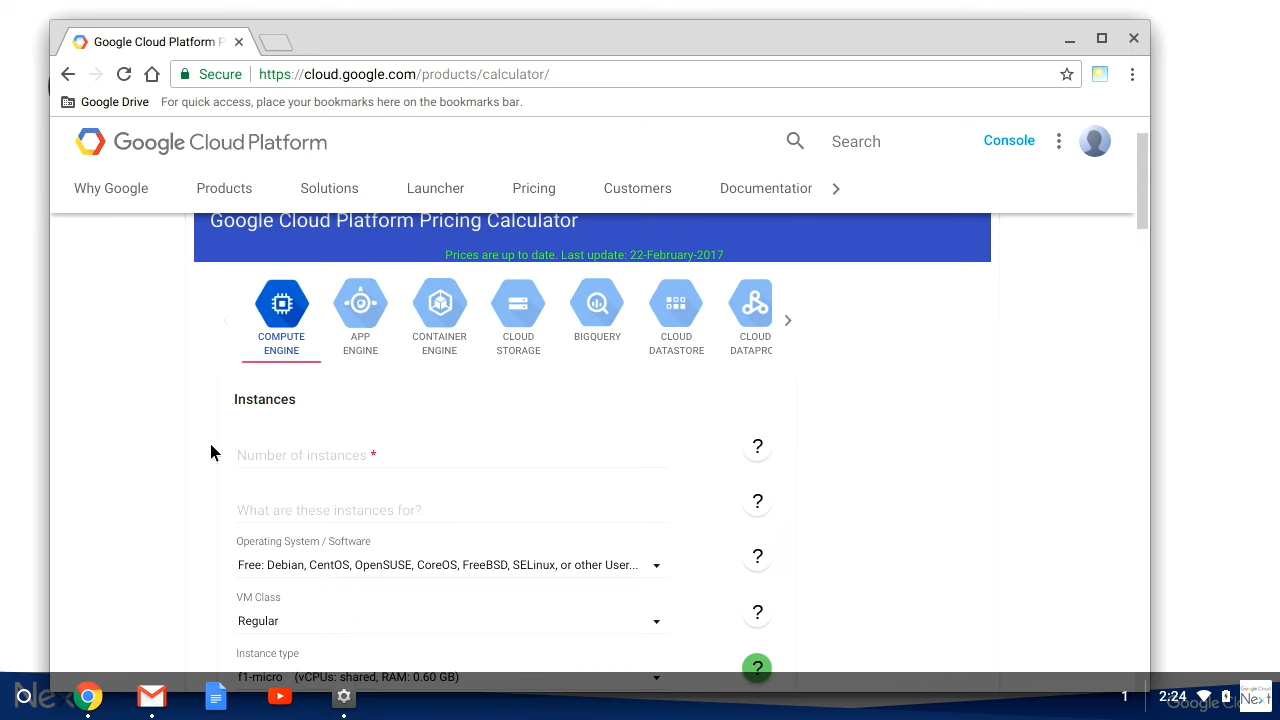 Google Cloud Platform P
Secure https://cloud.google.com/products/calculator/
Google Drive For quick access, place your bookmarks here on the bookmarks bar.
Google Cloud Platform
Search
Console
Why Google Products Solutions Launcher Pricing Customers Documentation
Google Cloud Platform Pricing Calculator
Prices are up to date. Last update: 22-February-2017
COMPUTE ENGINE
APP ENGINE
CONTAINER ENGINE
CLOUD STORAGE
BIGQUERY
CLOUD DATASTORE
CLOUD DATAPRC
Instances
Number of instances * ?
What are these instances for? ?
Operating System / Software
Free: Debian, CentOS, OpenSUSE, CoreOS, FreeBSD, SELinux, or other User... ?
VM Class
Regular ?
Instance type
f1-micro (vCPUs: shared, RAM: 0.60 GB) ?
1 2:24